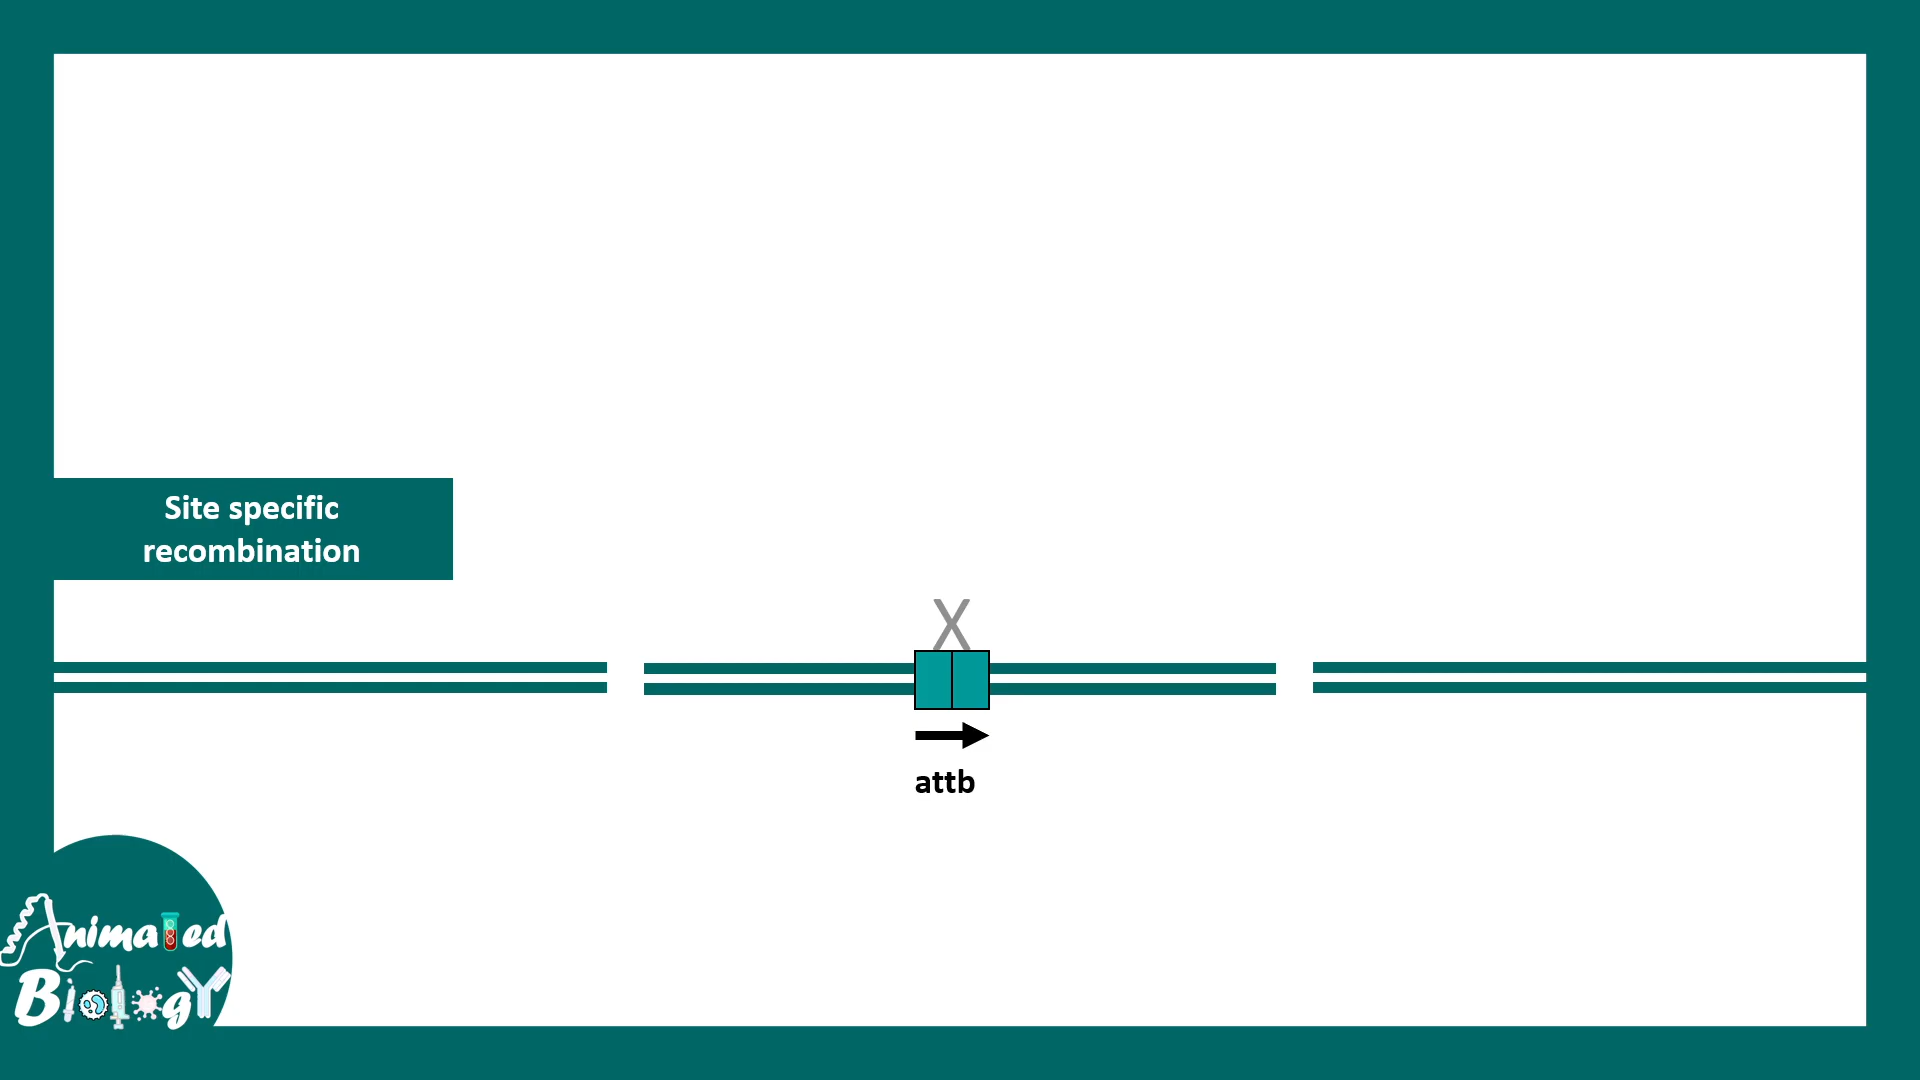 Site specific
recombination
X
attb
Animated
Biology